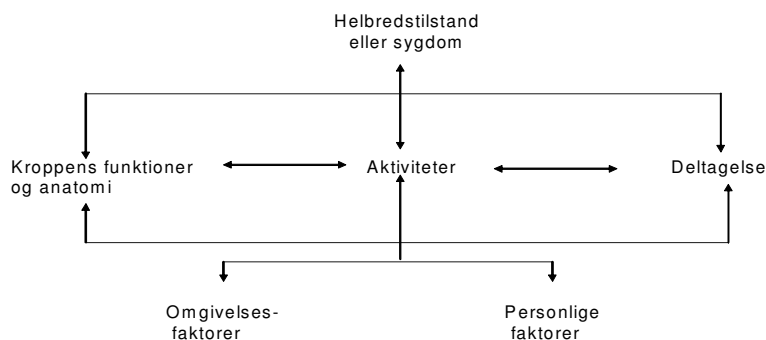 Helbredstilstand
eller sygdom
Kroppens funktioner
og anatomi
Aktiviteter
Deltagelse
Omgivelses-
faktorer
Personlige
faktorer